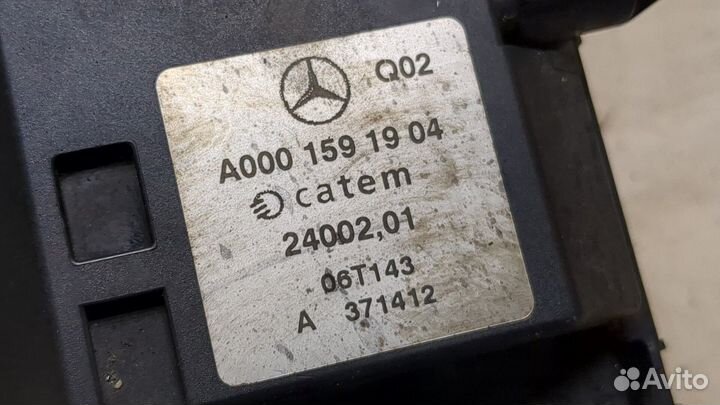 Q02
A000 159 19 04
catem
24002,01
06T143
A 371412
Avito